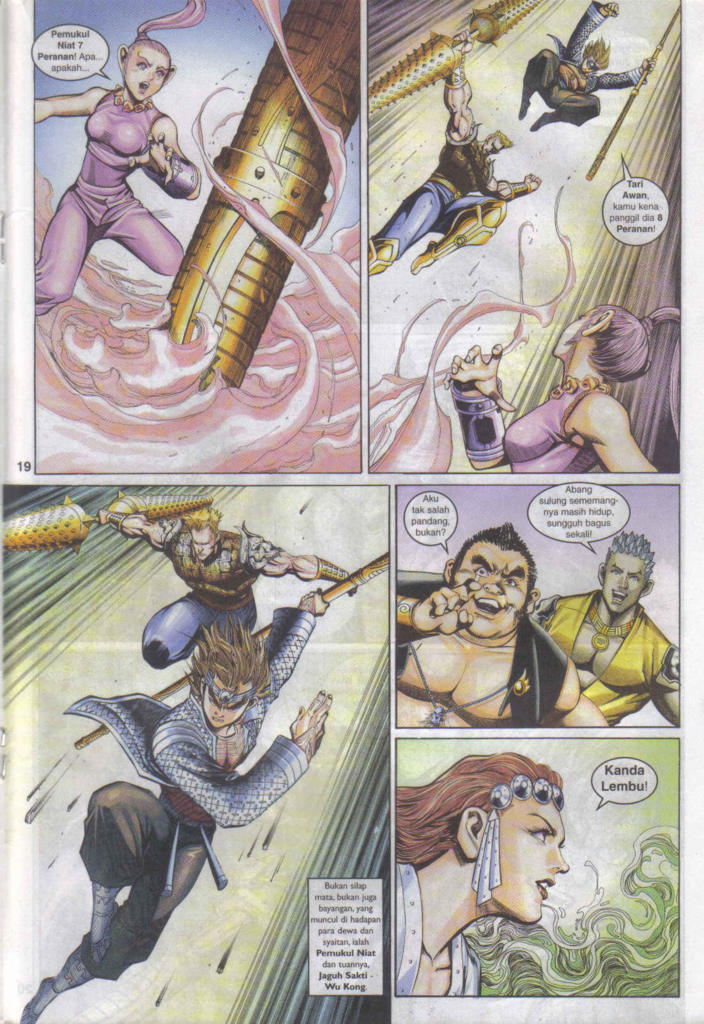 Pemukul
Niat 7
Peranan! Apa...
apakah...
Tari
Awan,
kamu kena
panggil dia 8
Peranan!
19
Aku
tak salah
pandang,
bukan?
Abang
sulung sememang-
nya masih hidup,
sungguh bagus
sekali!
Bukan silap
mata, bukan juga
bayangan, yang
muncul di hadapan
para dewa dan
syaitan, ialah
Pemukul Niat
dan tuannya,
Jaguh Sakti -
Wu Kong.
Kanda
Lembu!